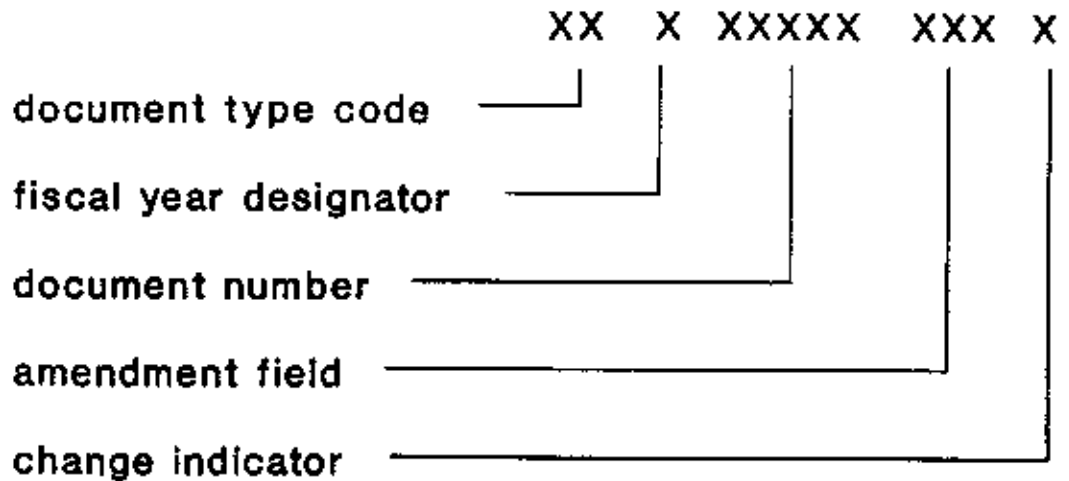 XX X XXXXX XXX X
document type code
fiscal year designator
document number
amendment field
change indicator